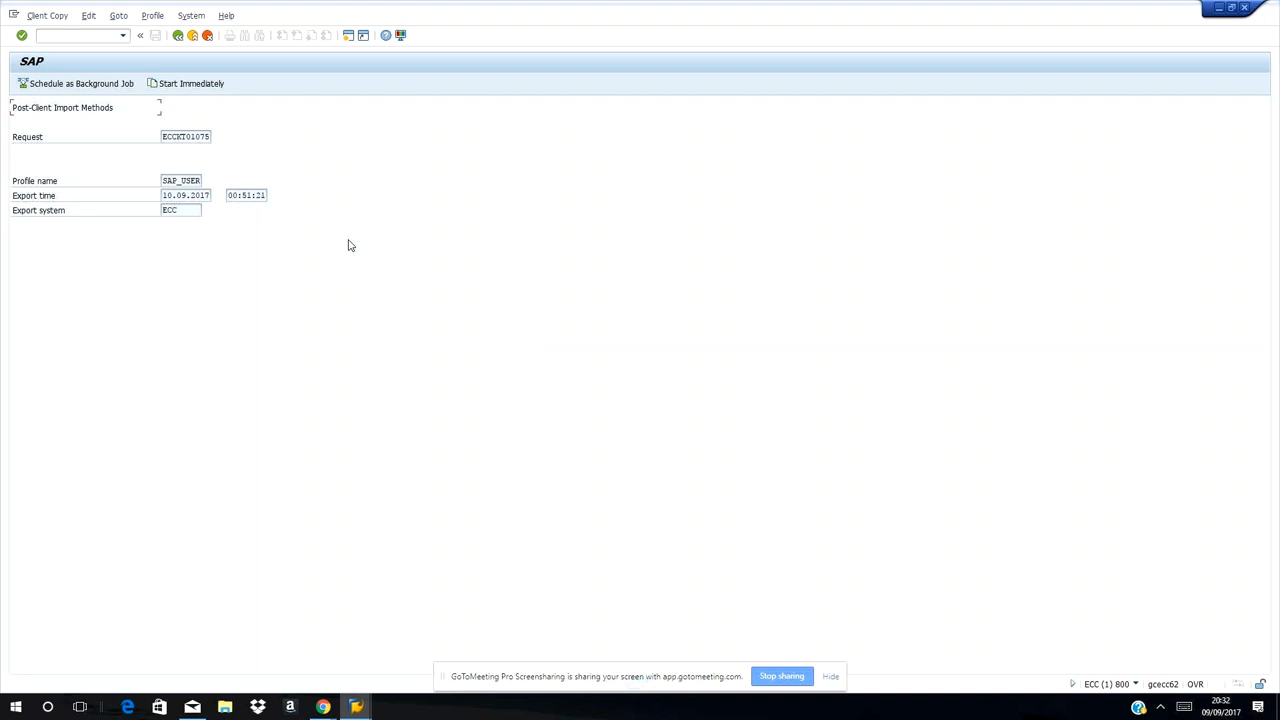 Client Copy Edit Goto Profile System Help
SAP
Schedule as Background Job Start Immediately
Post-Client Import Methods
Request ECCKT01075
Profile name SAP_USER
Export time 10.09.2017 00:51:21
Export system ECC
GoToMeeting Pro Screensharing is sharing your screen with app.gotomeeting.com. Stop sharing Hide
ECC (1) 800 gcecc62 OVR
20:32
09/09/2017